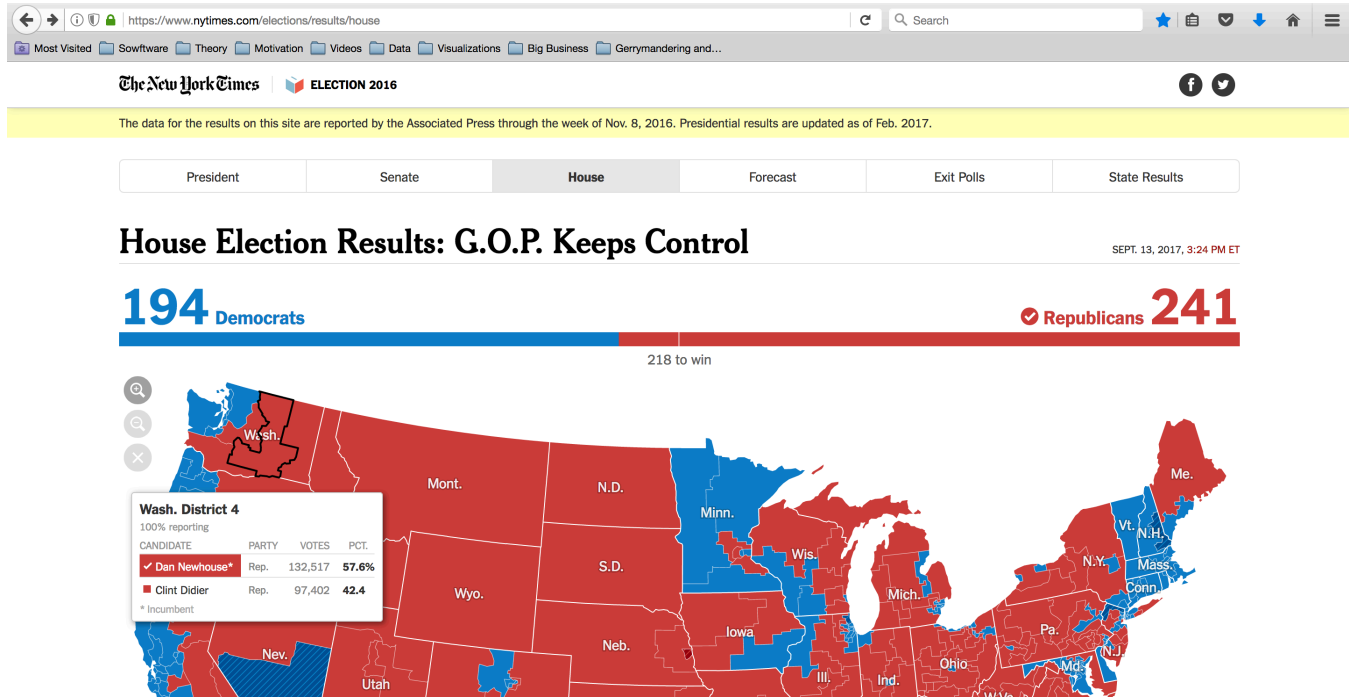 https://www.nytimes.com/elections/results/house
Search
Most Visited Sowftware Theory Motivation Videos Data Visualizations Big Business Gerrymandering and...
The New York Times ELECTION 2016
The data for the results on this site are reported by the Associated Press through the week of Nov. 8, 2016. Presidential results are updated as of Feb. 2017.
President Senate House Forecast Exit Polls State Results
House Election Results: G.O.P. Keeps Control
SEPT. 13, 2017, 3:24 PM ET
194 Democrats
Republicans 241
218 to win
Wash.
Mont.
N.D.
Minn.
Me.
Vt.
N.H.
Wash. District 4
100% reporting
CANDIDATE PARTY VOTES PCT.
Dan Newhouse* Rep. 132,517 57.6%
Clint Didier Rep. 97,402 42.4
* Incumbent
S.D.
Wis.
N.Y.
Mass.
Wyo.
Mich.
Conn.
Iowa
Pa.
Nev.
Neb.
N.J.
Ohio
Md.
Utah
Ill.
Ind.
W.Va.